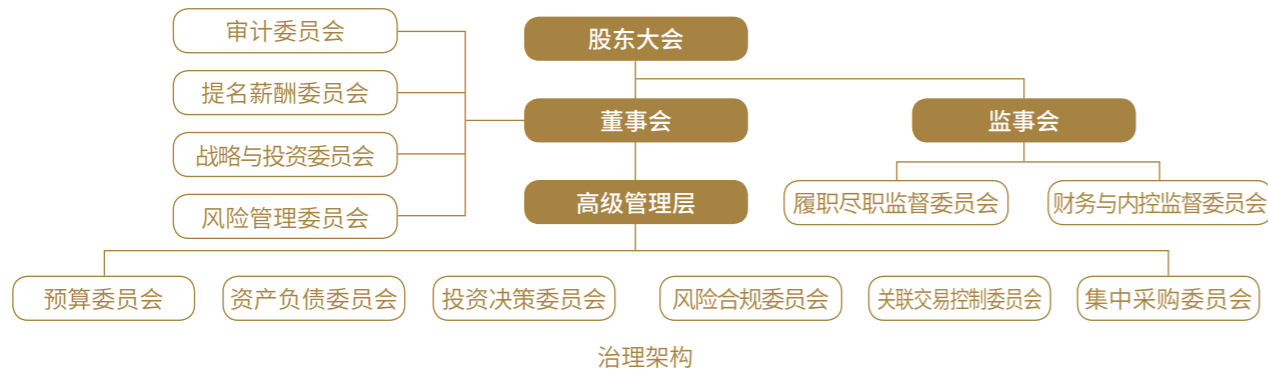 审计委员会
股东大会
提名薪酬委员会
董事会
监事会
战略与投资委员会
高级管理层
履职尽职监督委员会
财务与内控监督委员会
风险管理委员会
预算委员会
资产负债委员会
投资决策委员会
风险合规委员会
关联交易控制委员会
集中采购委员会
治理架构